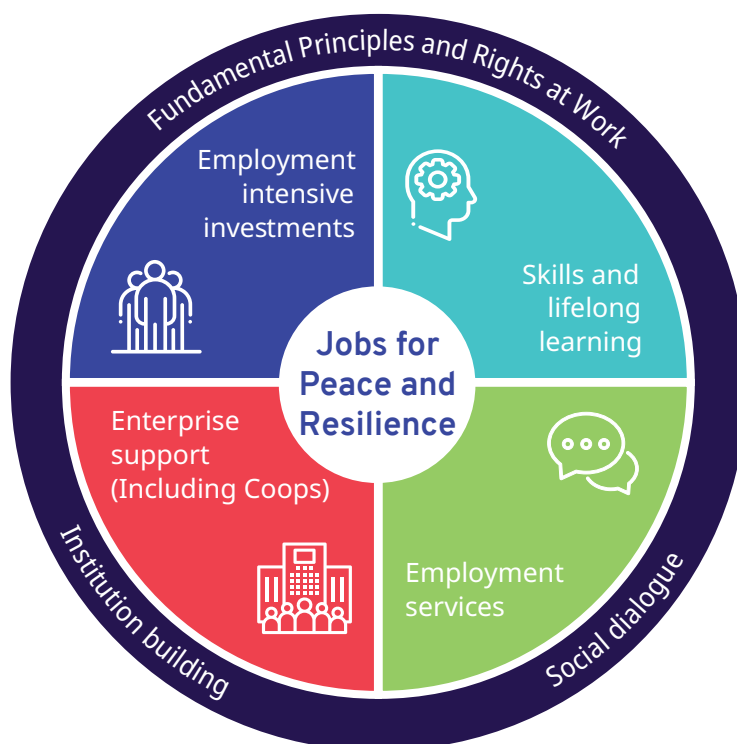 Fundamental Principles and Rights at Work
Employment
intensive
investments
Skills and
lifelong
learning
Jobs for
Peace and
Resilience
Enterprise
support
(Including Coops)
Employment
services
Institution building
Social dialogue